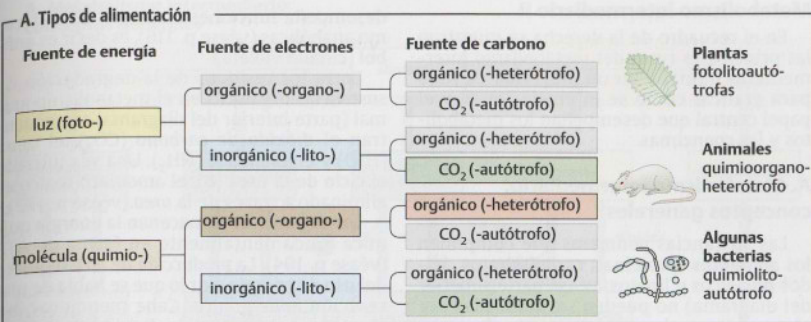 A. Tipos de alimentación
Fuente de energía
Fuente de electrones
Fuente de carbono
luz (foto-)
orgánico (-organo-)
orgánico (-heterótrofo)
CO₂ (-autótrofo)
inorgánico (-lito-)
orgánico (-heterótrofo)
CO₂ (-autótrofo)
molécula (quimio-)
orgánico (-organo-)
orgánico (-heterótrofo)
CO₂ (-autótrofo)
inorgánico (-lito-)
orgánico (-heterótrofo)
CO₂ (-autótrofo)
Plantas
fotolitoautó-
trofas
Animales
quimioorgano-
heterótrofo
Algunas
bacterias
quimiolito-
autótrofo